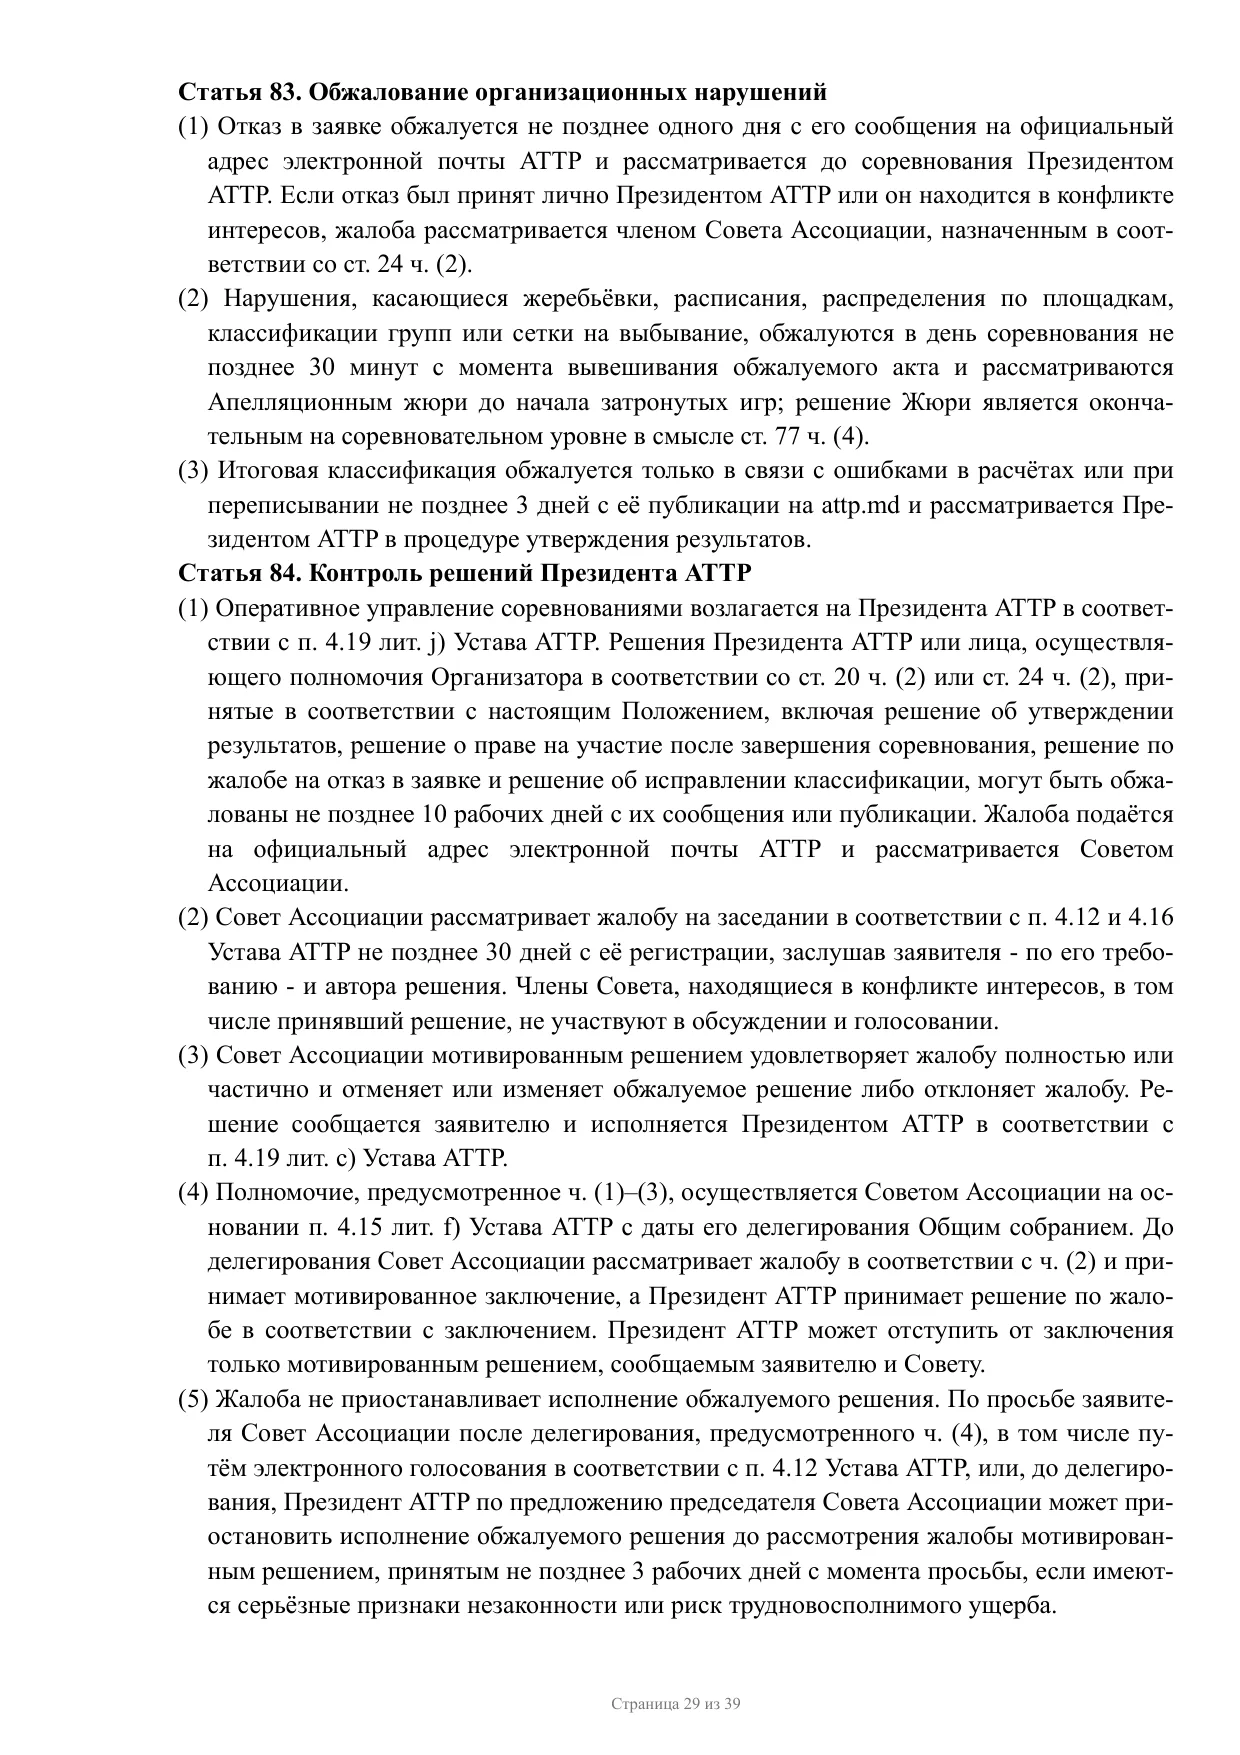 Статья 83. Обжалование организационных нарушений
(1) Отказ в заявке обжалуется не позднее одного дня с его сообщения на официальный
адрес электронной почты АТТР и рассматривается до соревнования Президентом
АТТР. Если отказ был принят лично Президентом АТТР или он находится в конфликте
интересов, жалоба рассматривается членом Совета Ассоциации, назначенным в соот-
ветствии со ст. 24 ч. (2).
(2) Нарушения, касающиеся жеребьёвки, расписания, распределения по площадкам,
классификации групп или сетки на выбывание, обжалуются в день соревнования не
позднее 30 минут с момента вывешивания обжалуемого акта и рассматриваются
Апелляционным жюри до начала затронутых игр; решение Жюри является оконча-
тельным на соревновательном уровне в смысле ст. 77 ч. (4).
(3) Итоговая классификация обжалуется только в связи с ошибками в расчётах или при
переписывании не позднее 3 дней с её публикации на attp.md и рассматривается Пре-
зидентом АТТР в процедуре утверждения результатов.
Статья 84. Контроль решений Президента АТТР
(1) Оперативное управление соревнованиями возлагается на Президента АТТР в соответ-
ствии с п. 4.19 лит. j) Устава АТТР. Решения Президента АТТР или лица, осуществля-
ющего полномочия Организатора в соответствии со ст. 20 ч. (2) или ст. 24 ч. (2), при-
нятые в соответствии с настоящим Положением, включая решение об утверждении
результатов, решение о праве на участие после завершения соревнования, решение по
жалобе на отказ в заявке и решение об исправлении классификации, могут быть обжа-
лованы не позднее 10 рабочих дней с их сообщения или публикации. Жалоба подаётся
на официальный адрес электронной почты АТТР и рассматривается Советом
Ассоциации.
(2) Совет Ассоциации рассматривает жалобу на заседании в соответствии с п. 4.12 и 4.16
Устава АТТР не позднее 30 дней с её регистрации, заслушав заявителя - по его требо-
ванию - и автора решения. Члены Совета, находящиеся в конфликте интересов, в том
числе принявший решение, не участвуют в обсуждении и голосовании.
(3) Совет Ассоциации мотивированным решением удовлетворяет жалобу полностью или
частично и отменяет или изменяет обжалуемое решение либо отклоняет жалобу. Ре-
шение сообщается заявителю и исполняется Президентом АТТР в соответствии с
п. 4.19 лит. c) Устава АТТР.
(4) Полномочие, предусмотренное ч. (1)–(3), осуществляется Советом Ассоциации на ос-
новании п. 4.15 лит. f) Устава АТТР с даты его делегирования Общим собранием. До
делегирования Совет Ассоциации рассматривает жалобу в соответствии с ч. (2) и при-
нимает мотивированное заключение, а Президент АТТР принимает решение по жало-
бе в соответствии с заключением. Президент АТТР может отступить от заключения
только мотивированным решением, сообщаемым заявителю и Совету.
(5) Жалоба не приостанавливает исполнение обжалуемого решения. По просьбе заявите-
ля Совет Ассоциации после делегирования, предусмотренного ч. (4), в том числе пу-
тём электронного голосования в соответствии с п. 4.12 Устава АТТР, или, до делегиро-
вания, Президент АТТР по предложению председателя Совета Ассоциации может при-
остановить исполнение обжалуемого решения до рассмотрения жалобы мотивирован-
ным решением, принятым не позднее 3 рабочих дней с момента просьбы, если имеют-
ся серьёзные признаки незаконности или риск трудновосполнимого ущерба.
Страница 29 из 39